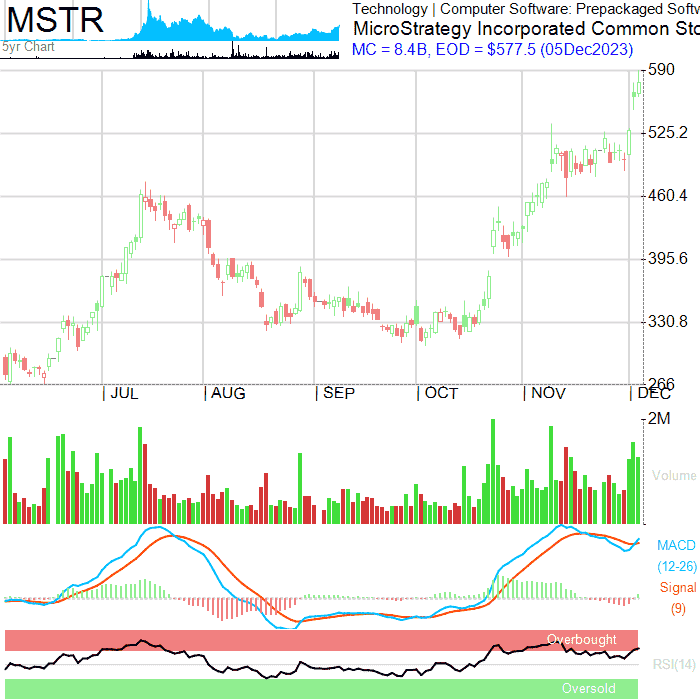 MSTR
5yr Chart
Technology | Computer Software: Prepackaged Softw
MicroStrategy Incorporated Common Sto
MC = 8.4B, EOD = $577.5 (05Dec2023)
590
525.2
460.4
395.6
330.8
266
JUL
AUG
SEP
OCT
NOV
DEC
2M
Volume
MACD
(12-26)
Signal
(9)
Overbought
RSI(14)
Oversold